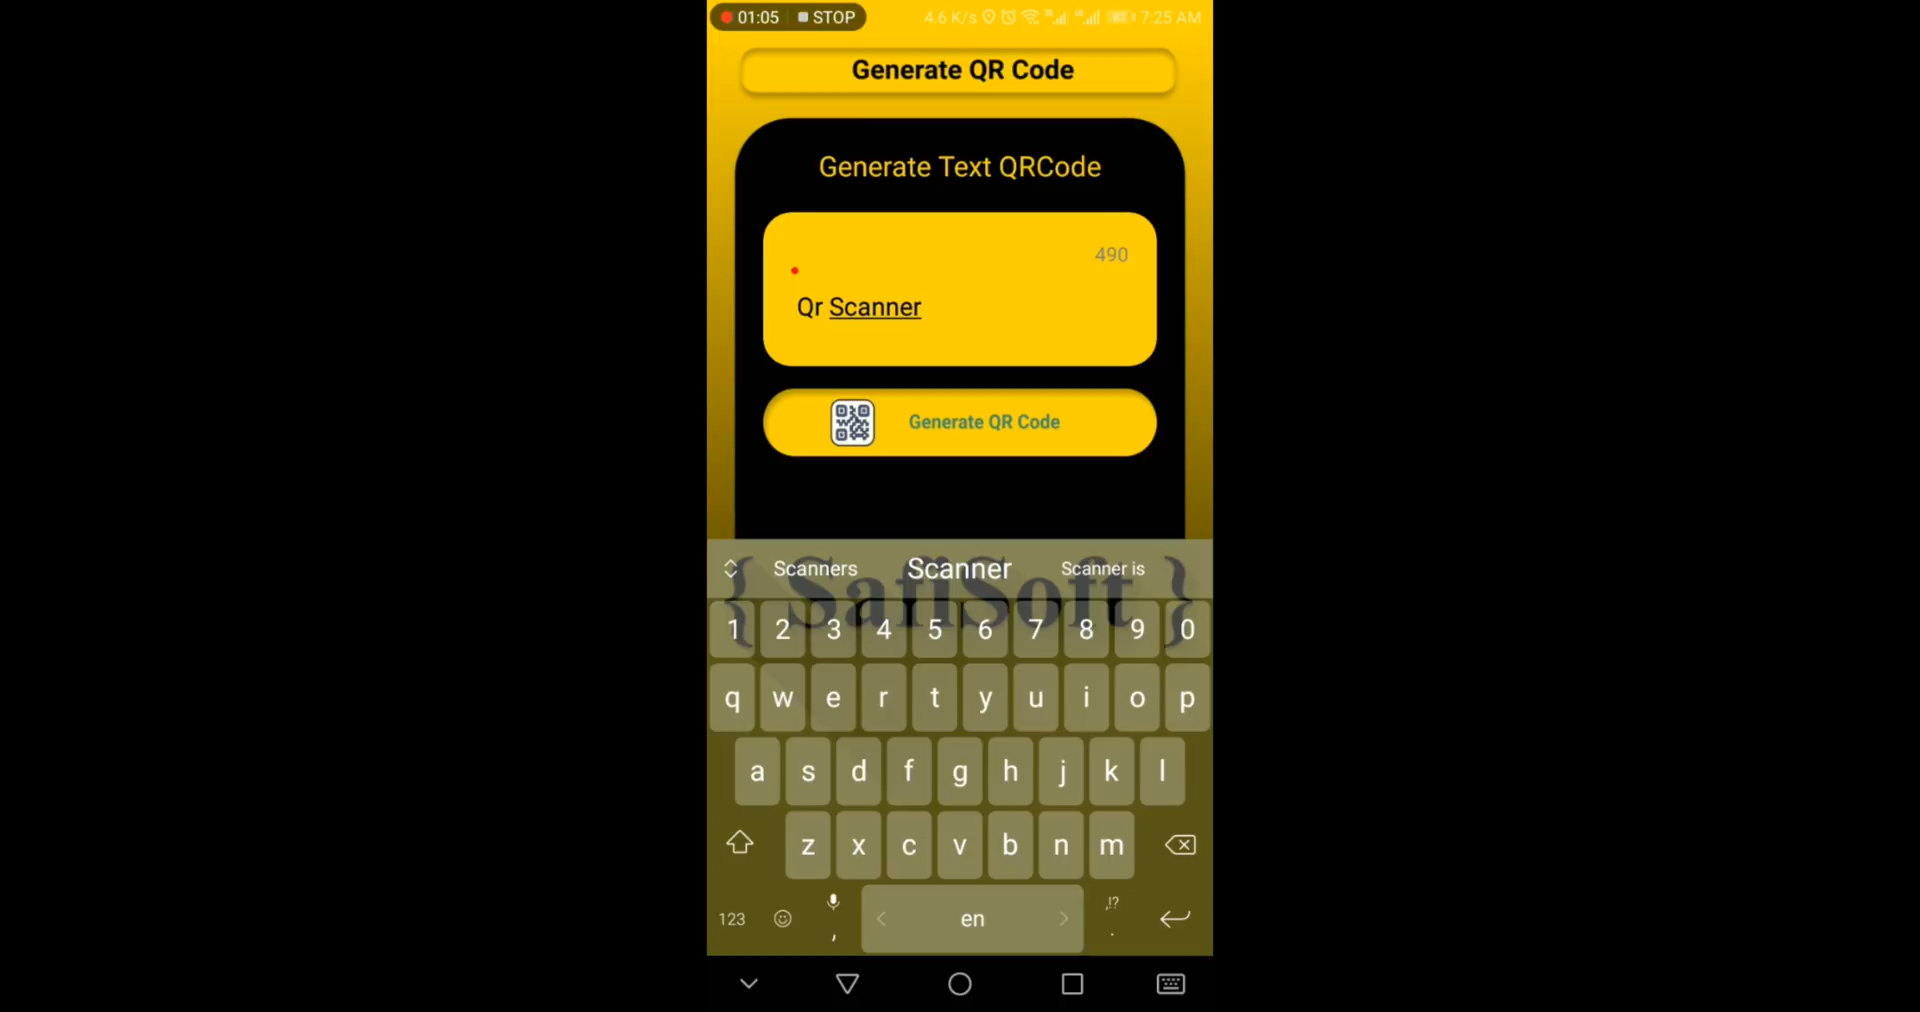 01:05 STOP 4.6 K/s 7:25 AM
Generate QR Code
Generate Text QRCode
490
Qr Scanner
Generate QR Code
Scanners Scanner Scanner is
{ SafiSoft }
1 2 3 4 5 6 7 8 9 0
q w e r t y u i o p
a s d f g h j k l
z x c v b n m
123 , en ,!? .